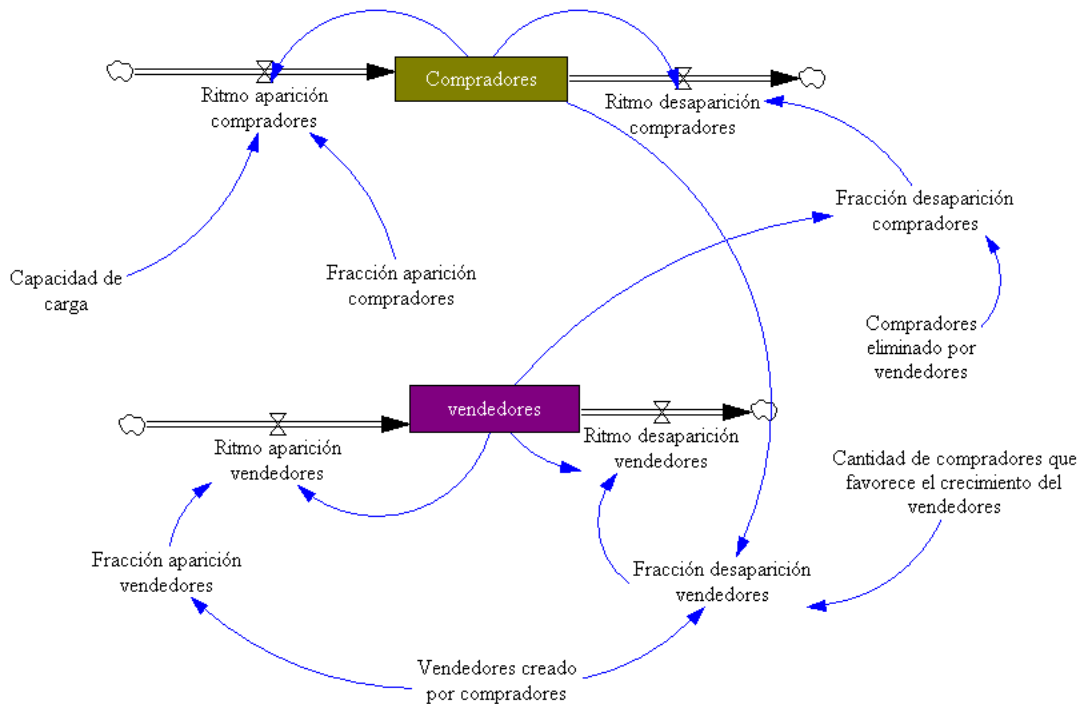 Compradores
Ritmo aparición
compradores
Ritmo desaparición
compradores
Fracción desaparición
compradores
Capacidad de
carga
Fracción aparición
compradores
Compradores
eliminado por
vendedores
vendedores
Ritmo aparición
vendedores
Ritmo desaparición
vendedores
Cantidad de compradores que
favorece el crecimiento del
vendedores
Fracción aparición
vendedores
Fracción desaparición
vendedores
Vendedores creado
por compradores